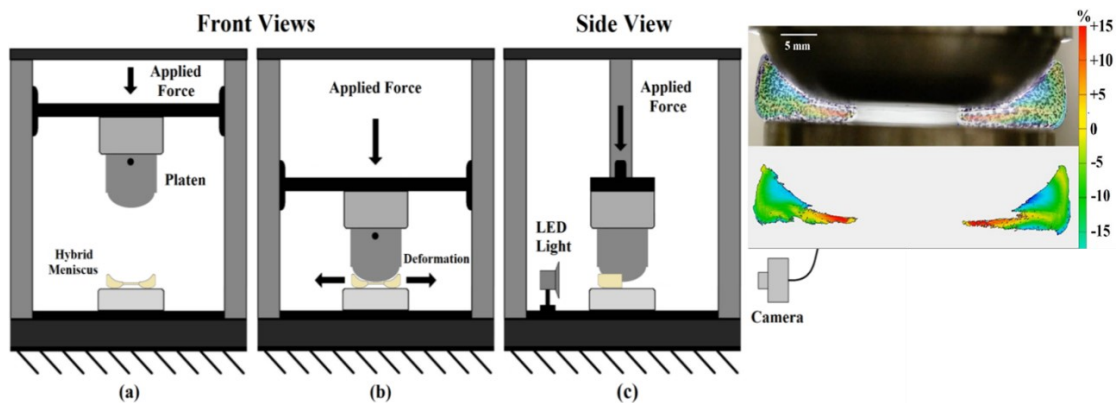 Front Views
Side View
Applied
Force
Platen
Hybrid
Meniscus
(a)
Applied Force
Deformation
(b)
Applied
Force
LED
Light
(c)
5 mm
%
+15
+10
+5
0
-5
-10
-15
Camera